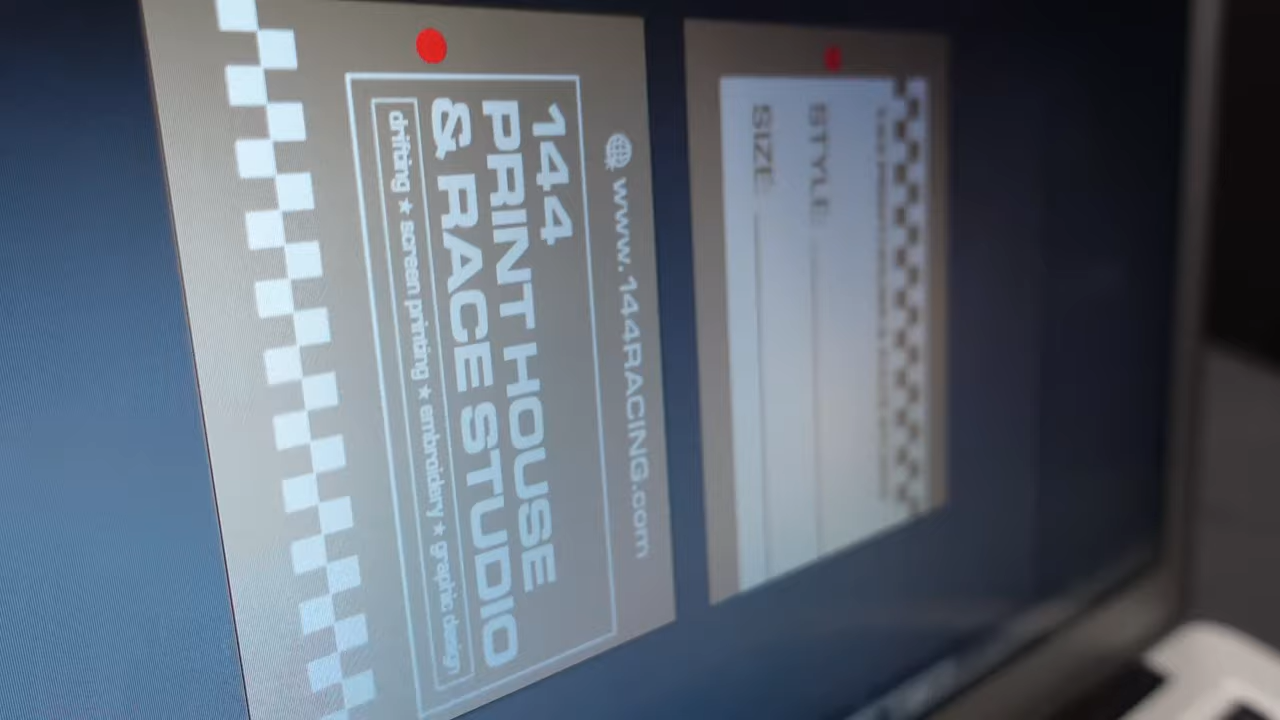 www.144RACING.com
144
PRINT HOUSE
& RACE STUDIO
drifting ★ screen printing ★ embroidery ★ graphic design
STYLE:
SIZE: